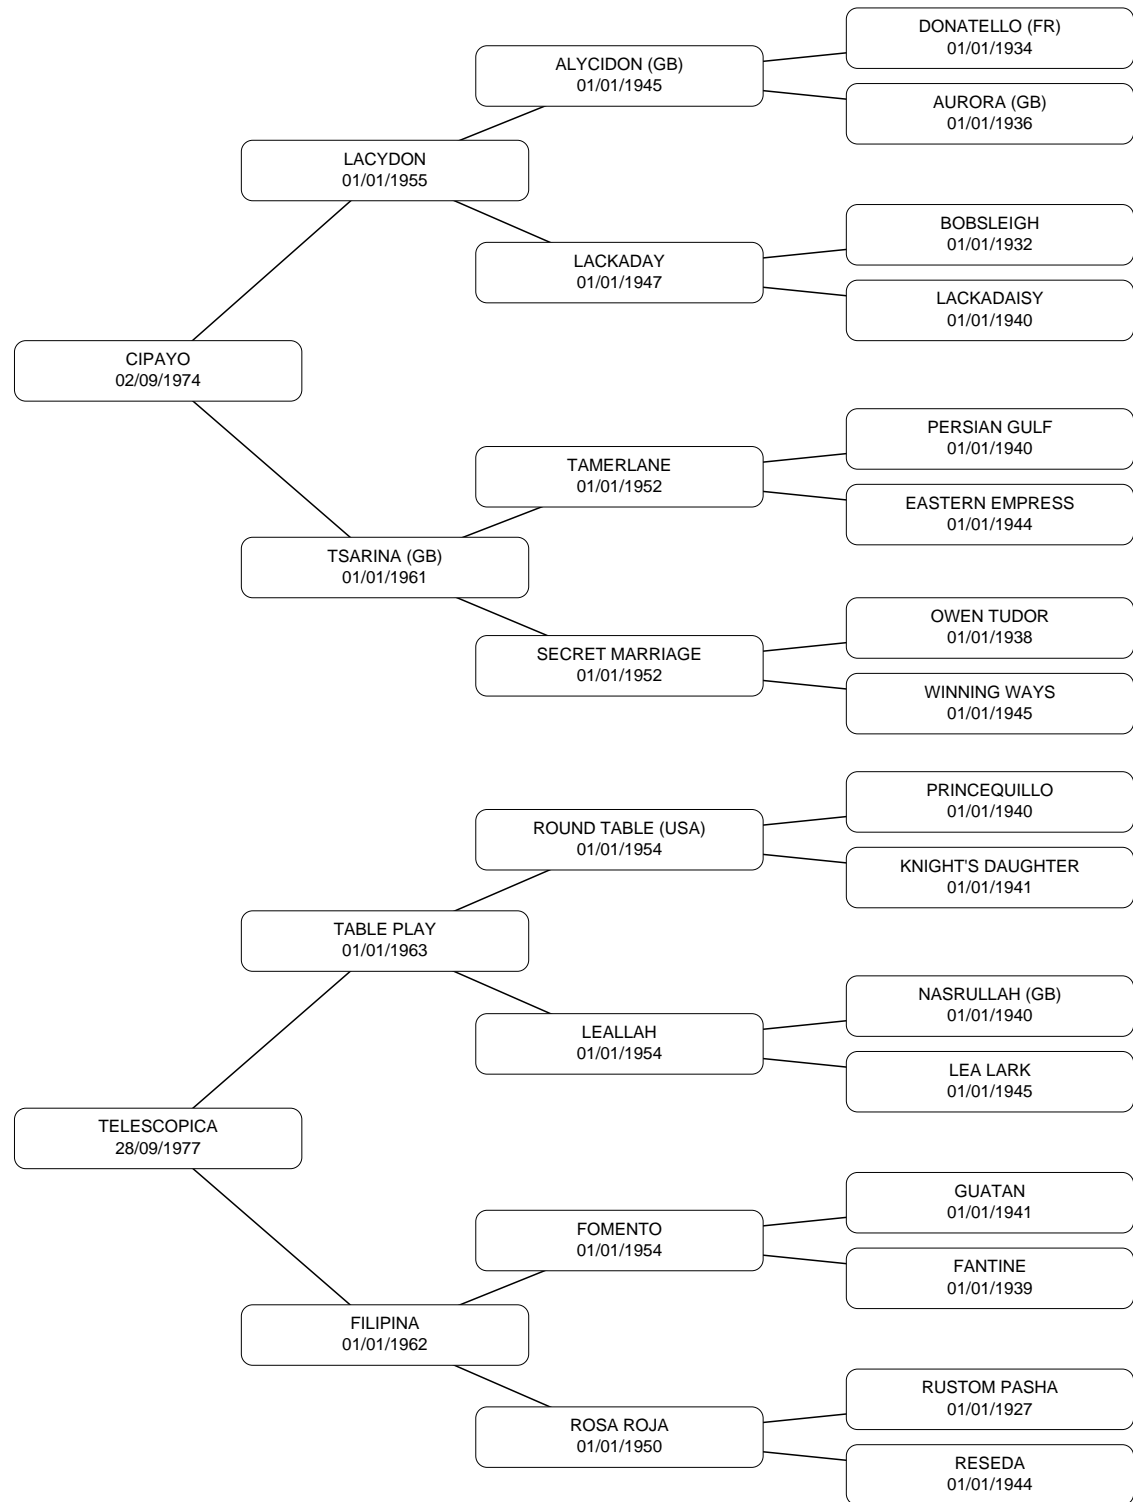 DONATELLO (FR)
01/01/1934
ALYCIDON (GB)
01/01/1945
AURORA (GB)
01/01/1936
LACYDON
01/01/1955
BOBSLEIGH
01/01/1932
LACKADAY
01/01/1947
LACKADAISY
01/01/1940
CIPAYO
02/09/1974
PERSIAN GULF
01/01/1940
TAMERLANE
01/01/1952
EASTERN EMPRESS
01/01/1944
TSARINA (GB)
01/01/1961
OWEN TUDOR
01/01/1938
SECRET MARRIAGE
01/01/1952
WINNING WAYS
01/01/1945
PRINCEQUILLO
01/01/1940
ROUND TABLE (USA)
01/01/1954
KNIGHT'S DAUGHTER
01/01/1941
TABLE PLAY
01/01/1963
NASRULLAH (GB)
01/01/1940
LEALLAH
01/01/1954
LEA LARK
01/01/1945
TELESCOPICA
28/09/1977
GUATAN
01/01/1941
FOMENTO
01/01/1954
FANTINE
01/01/1939
FILIPINA
01/01/1962
RUSTOM PASHA
01/01/1927
ROSA ROJA
01/01/1950
RESEDA
01/01/1944